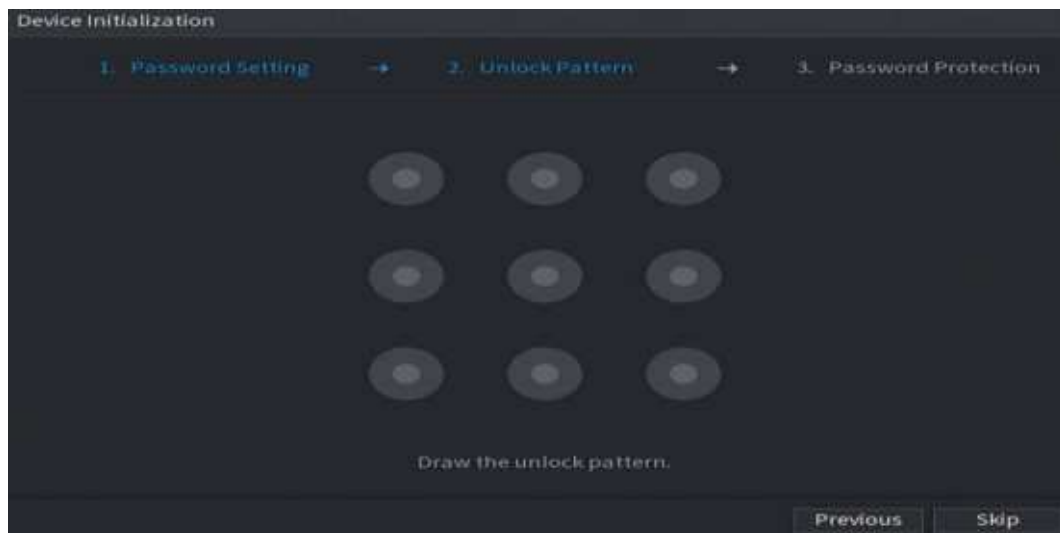 Device Initialization
1. Password Setting → 2. Unlock Pattern → 3. Password Protection
Draw the unlock pattern.
Previous Skip